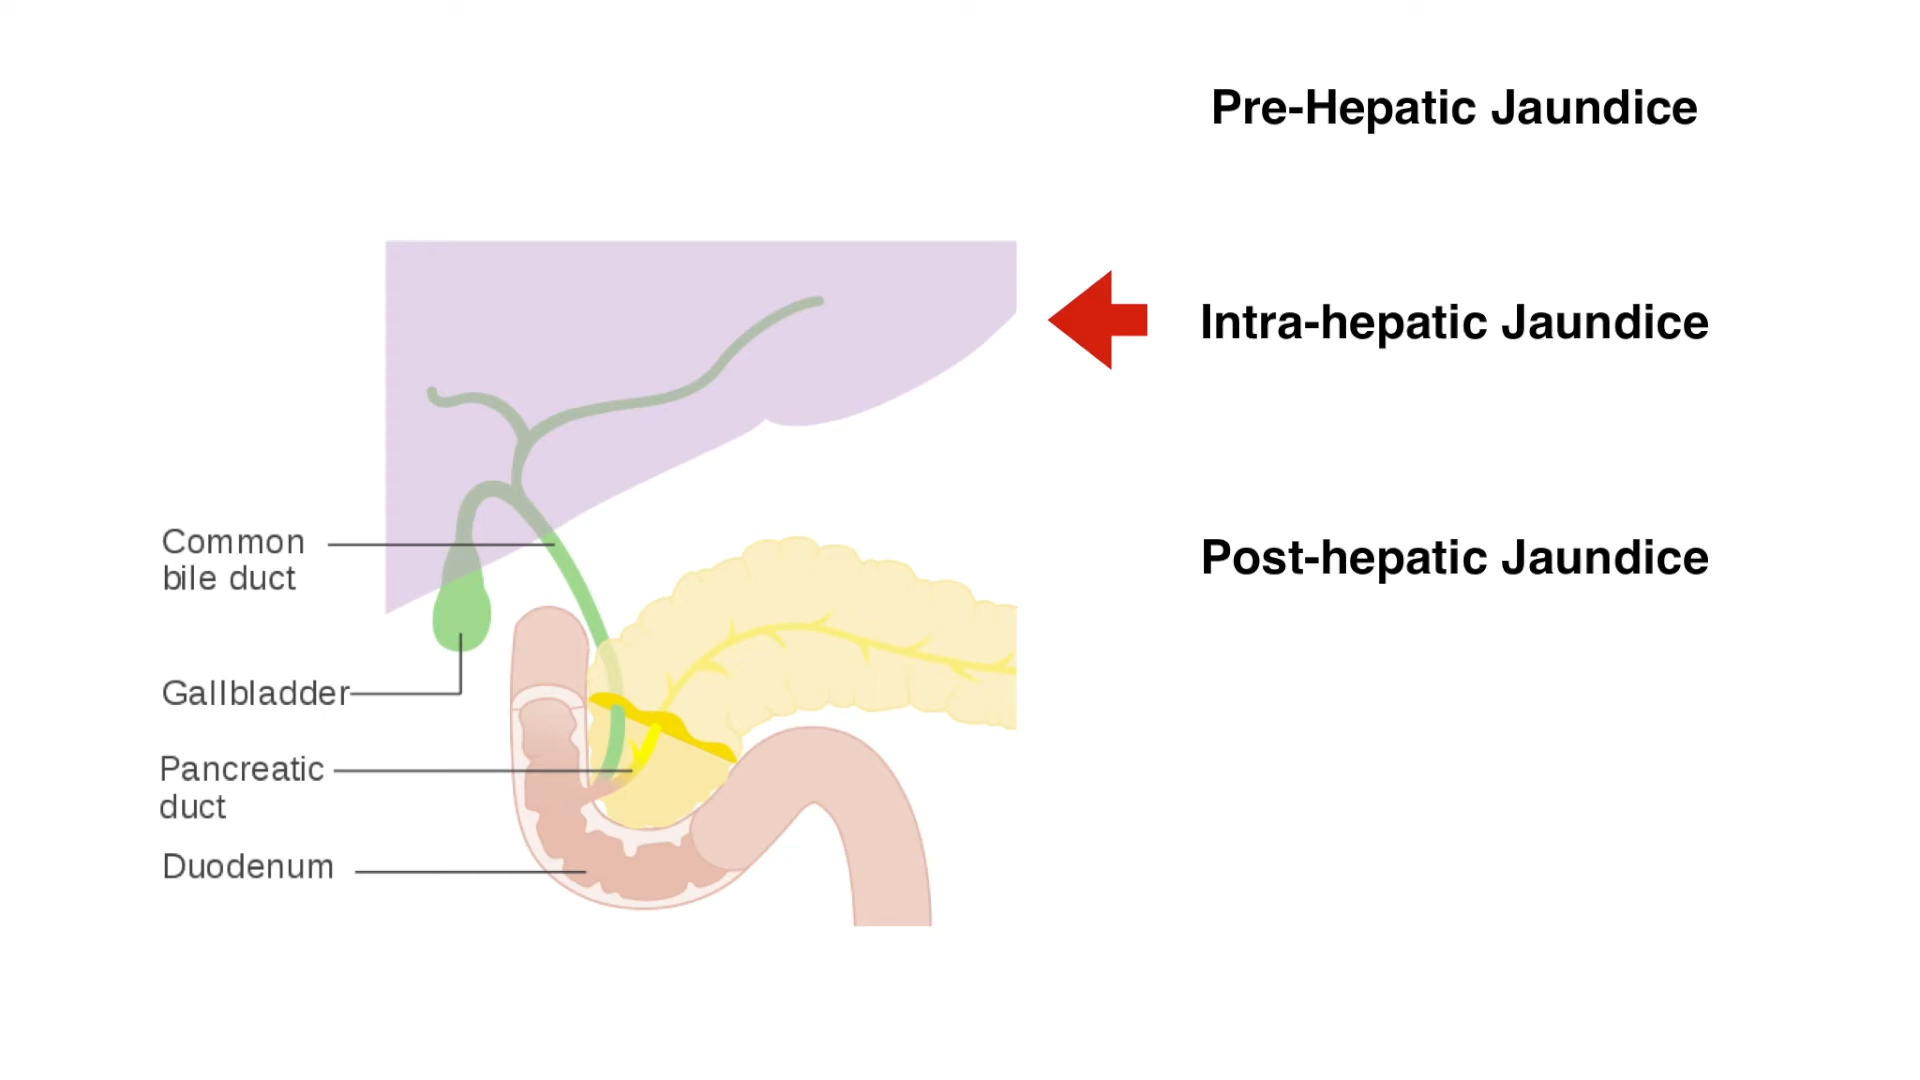 Pre-Hepatic Jaundice
Intra-hepatic Jaundice
Post-hepatic Jaundice
Common
bile duct
Gallbladder
Pancreatic
duct
Duodenum